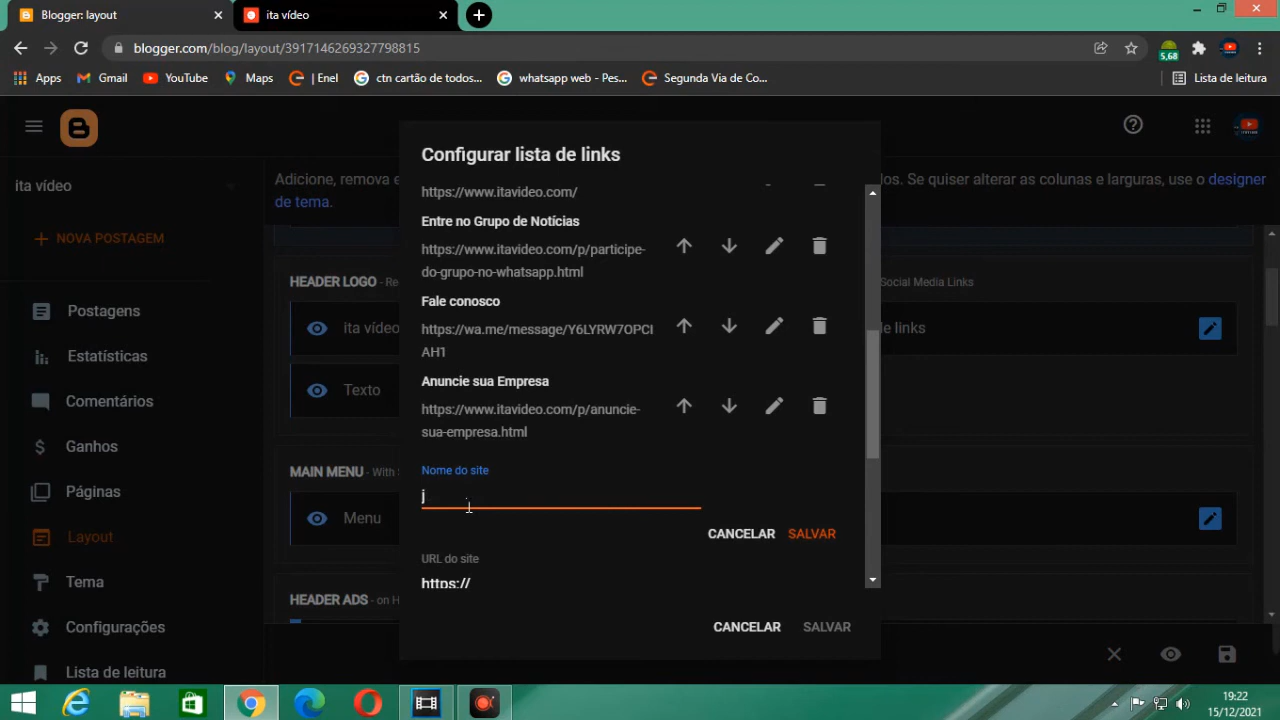 Blogger: layout
ita vídeo
blogger.com/blog/layout/3917146269327798815
5,68
Apps
Gmail
YouTube
Maps
| Enel
ctn cartão de todos...
whatsapp web - Pes...
Segunda Via de Co...
Lista de leitura
ita vídeo
NOVA POSTAGEM
Postagens
Estatísticas
Comentários
Ganhos
Páginas
Layout
Tema
Configurações
Lista de leitura
Adicione, remova e
los. Se quiser alterar as colunas e larguras, use o designer
de tema.
HEADER LOGO - Re
Social Media Links
ita vídeo
de links
Texto
MAIN MENU - With S
Menu
HEADER ADS - on H
Configurar lista de links
https://www.itavideo.com/
Entre no Grupo de Notícias
https://www.itavideo.com/p/participe-
do-grupo-no-whatsapp.html
Fale conosco
https://wa.me/message/Y6LYRW7OPCI
AH1
Anuncie sua Empresa
https://www.itavideo.com/p/anuncie-
sua-empresa.html
Nome do site
j
CANCELAR
SALVAR
URL do site
https://
CANCELAR
SALVAR
19:22
15/12/2021